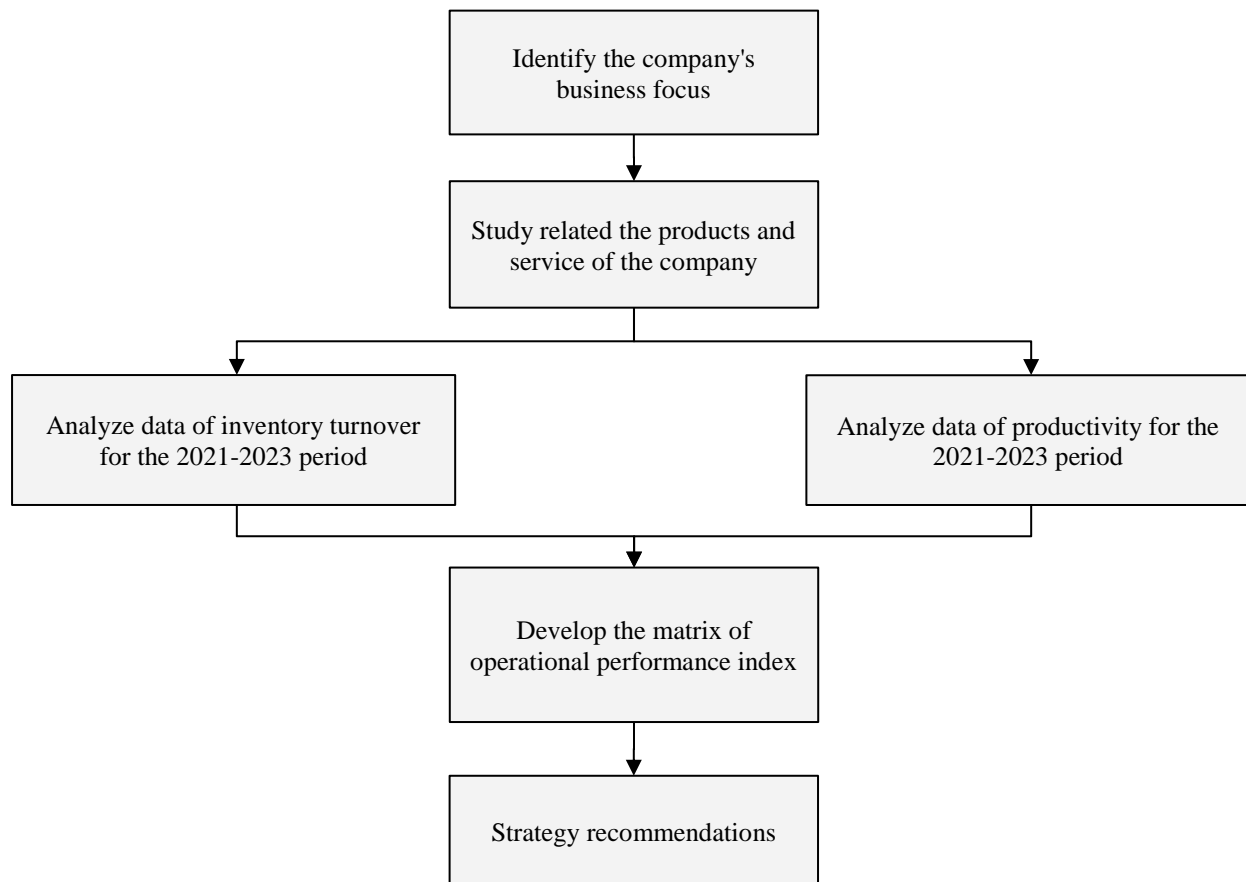 Identify the company's
business focus
Study related the products and
service of the company
Analyze data of inventory turnover
for the 2021-2023 period
Analyze data of productivity for the
2021-2023 period
Develop the matrix of
operational performance index
Strategy recommendations